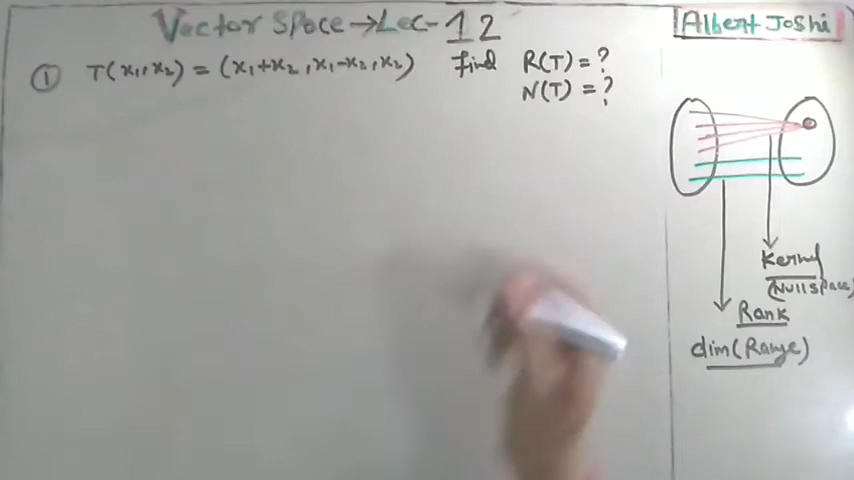 Vector Space → Lec-12
Albert Joshi
① T(x₁,x₂) = (x₁+x₂, x₁-x₂, x₂) find R(T) = ?
N(T) = ?
Kernel
(Null space)
Rank
dim(Range)